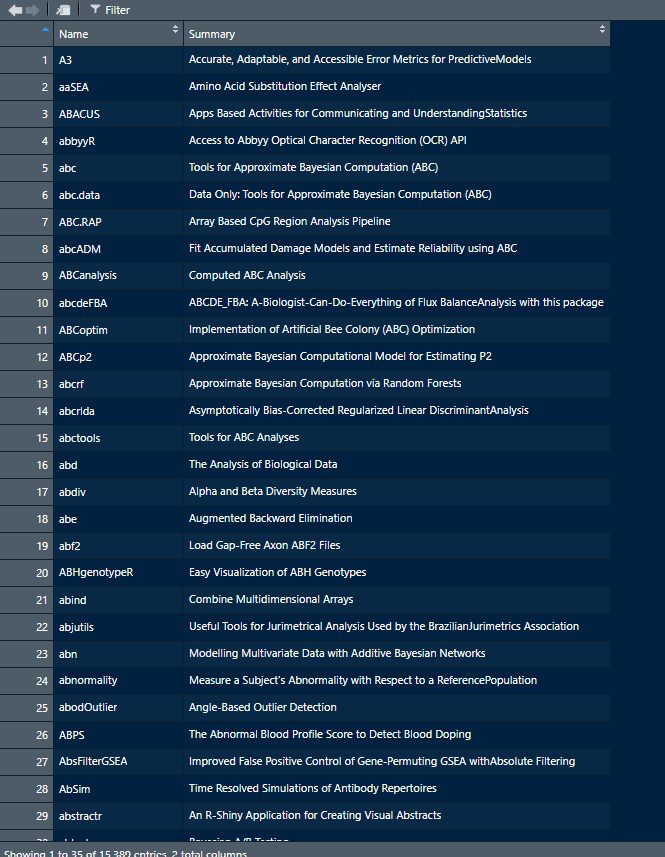 Filter
Name Summary
1 A3 Accurate, Adaptable, and Accessible Error Metrics for PredictiveModels
2 aaSEA Amino Acid Substitution Effect Analyser
3 ABACUS Apps Based Activities for Communicating and UnderstandingStatistics
4 abbyyR Access to Abbyy Optical Character Recognition (OCR) API
5 abc Tools for Approximate Bayesian Computation (ABC)
6 abc.data Data Only: Tools for Approximate Bayesian Computation (ABC)
7 ABC.RAP Array Based CpG Region Analysis Pipeline
8 abcADM Fit Accumulated Damage Models and Estimate Reliability using ABC
9 ABCanalysis Computed ABC Analysis
10 abcdeFBA ABCDE_FBA: A-Biologist-Can-Do-Everything of Flux BalanceAnalysis with this package
11 ABCoptim Implementation of Artificial Bee Colony (ABC) Optimization
12 ABCp2 Approximate Bayesian Computational Model for Estimating P2
13 abcrf Approximate Bayesian Computation via Random Forests
14 abcrlda Asymptotically Bias-Corrected Regularized Linear DiscriminantAnalysis
15 abctools Tools for ABC Analyses
16 abd The Analysis of Biological Data
17 abdiv Alpha and Beta Diversity Measures
18 abe Augmented Backward Elimination
19 abf2 Load Gap-Free Axon ABF2 Files
20 ABHgenotypeR Easy Visualization of ABH Genotypes
21 abind Combine Multidimensional Arrays
22 abjutils Useful Tools for Jurimetrical Analysis Used by the BrazilianJurimetrics Association
23 abn Modelling Multivariate Data with Additive Bayesian Networks
24 abnormality Measure a Subject's Abnormality with Respect to a ReferencePopulation
25 abodOutlier Angle-Based Outlier Detection
26 ABPS The Abnormal Blood Profile Score to Detect Blood Doping
27 AbsFilterGSEA Improved False Positive Control of Gene-Permuting GSEA withAbsolute Filtering
28 AbSim Time Resolved Simulations of Antibody Repertoires
29 abstractr An R-Shiny Application for Creating Visual Abstracts
Bayesian A/B Testing
Showing 1 to 35 of 15,389 entries, 2 total columns